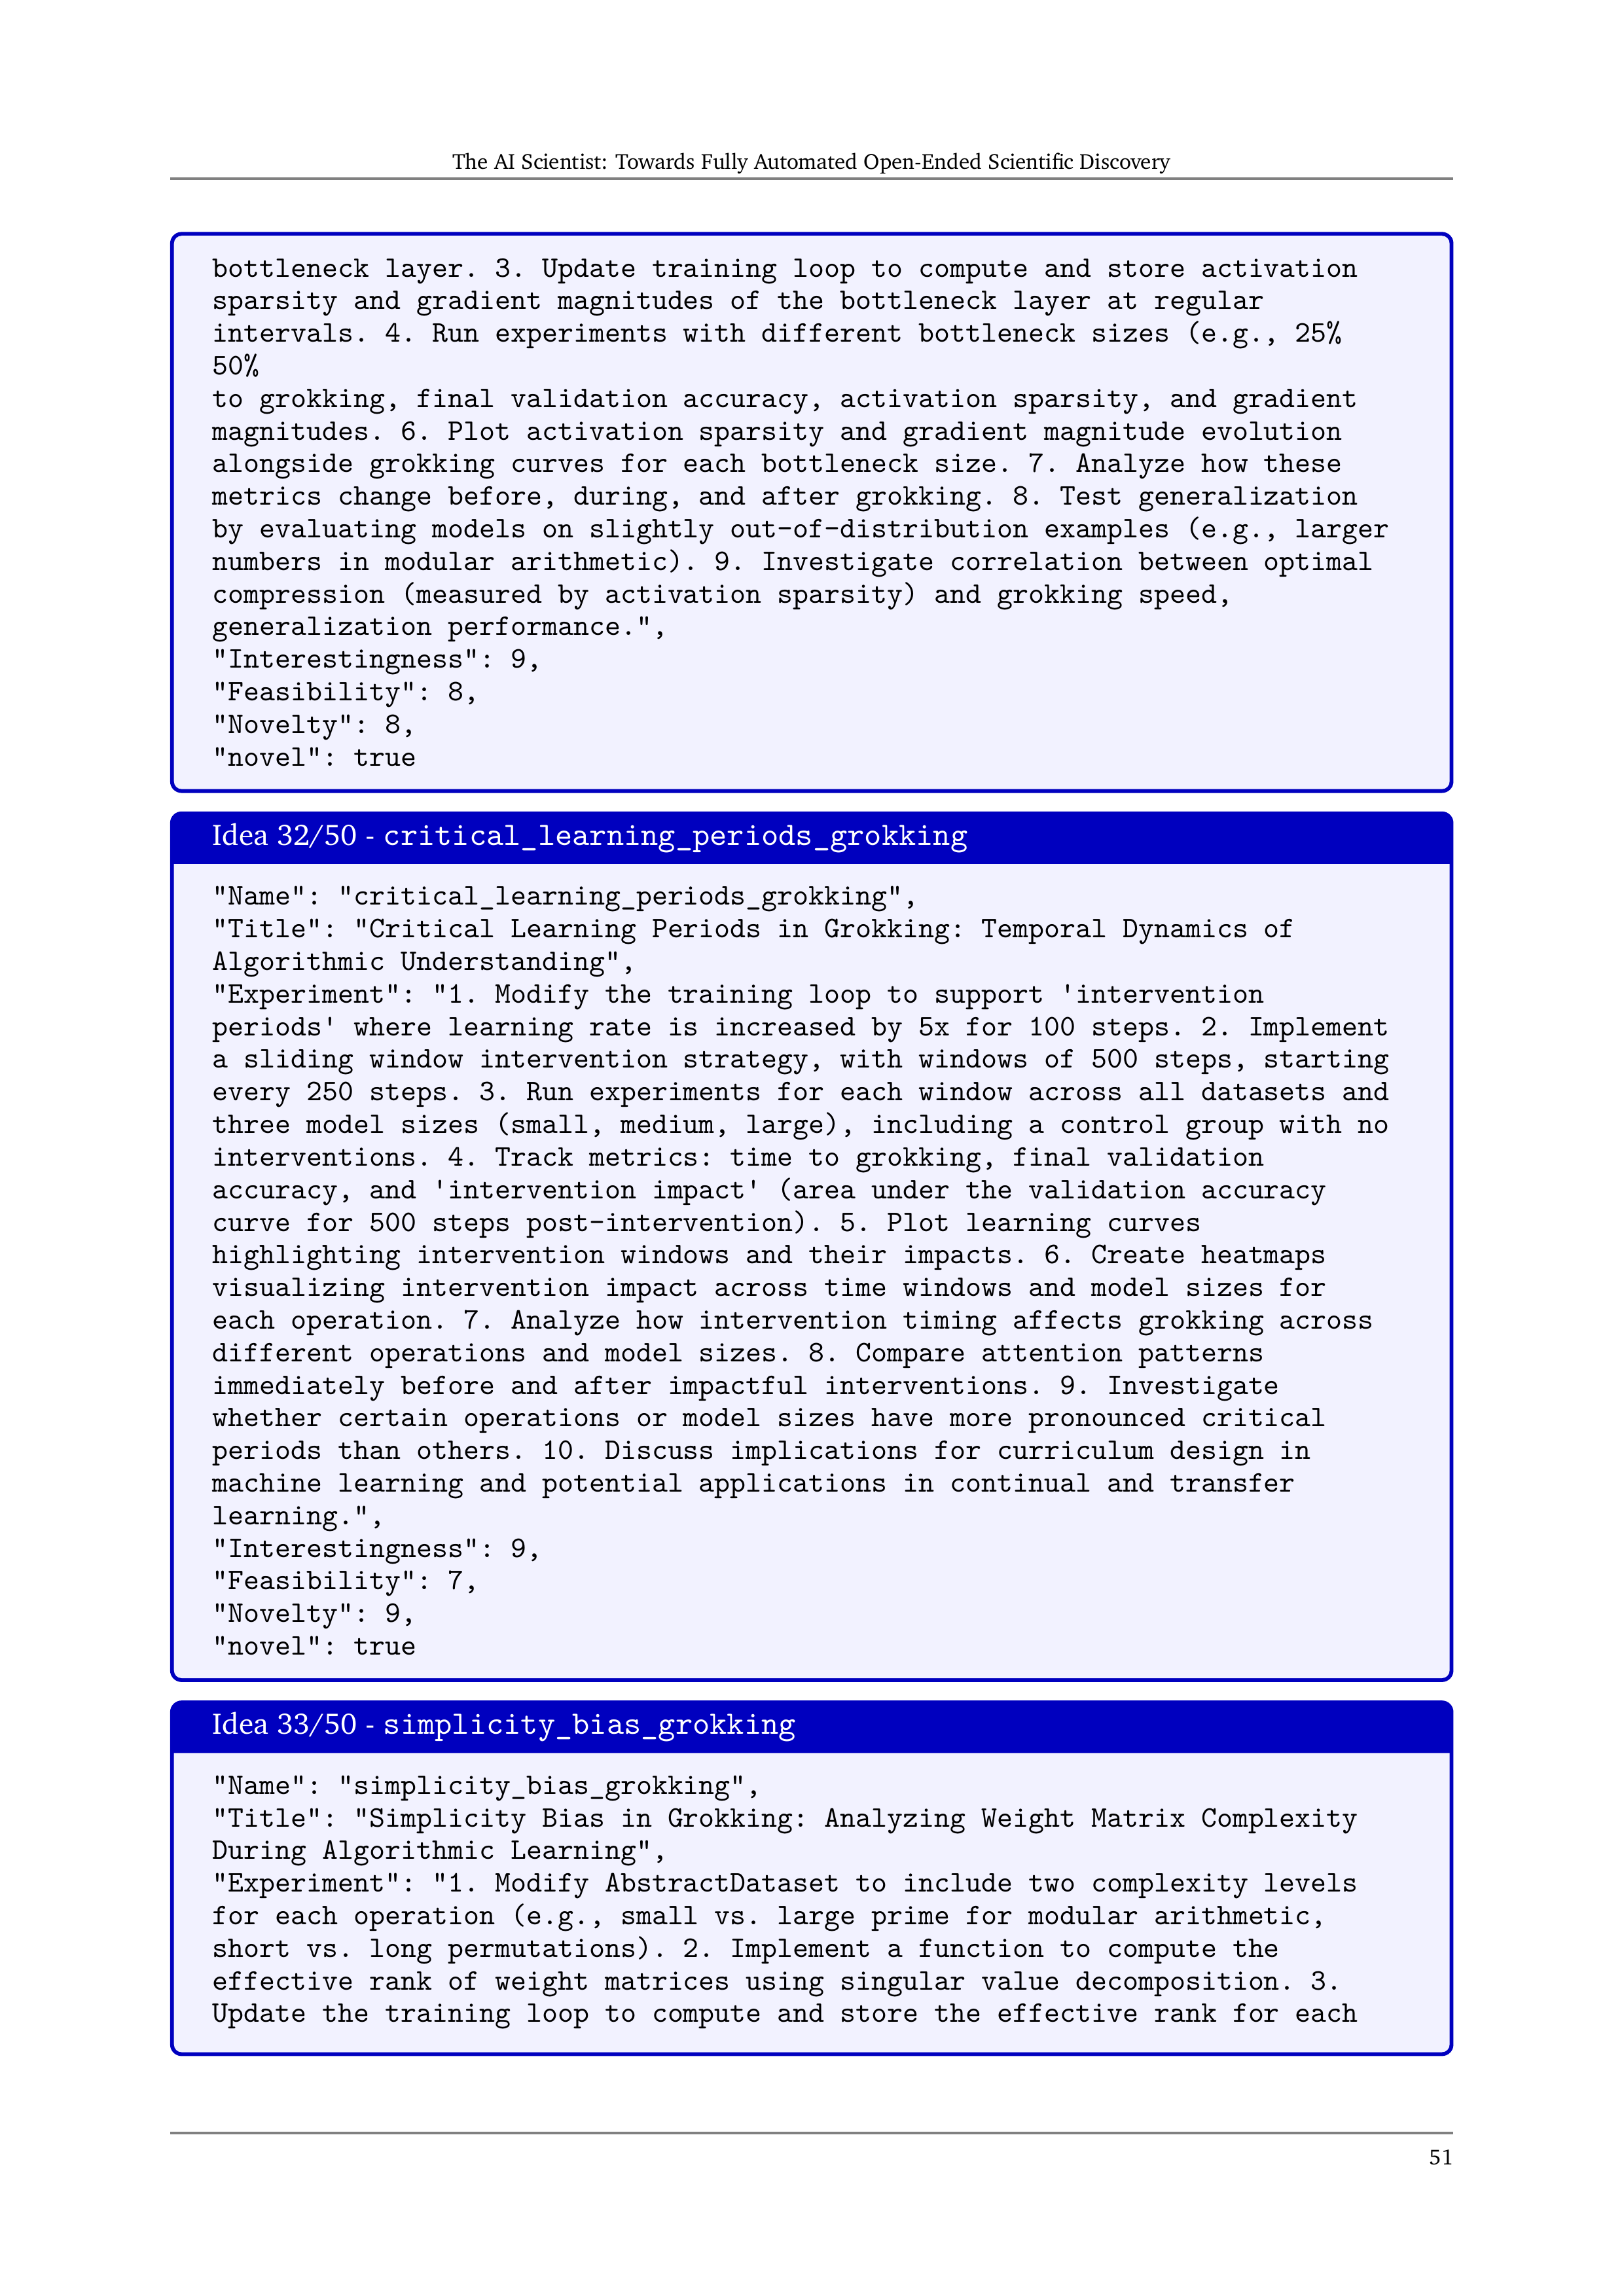 The AI Scientist: Towards Fully Automated Open-Ended Scientific Discovery
bottleneck layer. 3. Update training loop to compute and store activation
sparsity and gradient magnitudes of the bottleneck layer at regular
intervals. 4. Run experiments with different bottleneck sizes (e.g., 25%
50%
to grokking, final validation accuracy, activation sparsity, and gradient
magnitudes. 6. Plot activation sparsity and gradient magnitude evolution
alongside grokking curves for each bottleneck size. 7. Analyze how these
metrics change before, during, and after grokking. 8. Test generalization
by evaluating models on slightly out-of-distribution examples (e.g., larger
numbers in modular arithmetic). 9. Investigate correlation between optimal
compression (measured by activation sparsity) and grokking speed,
generalization performance.",
"Interestingness": 9,
"Feasibility": 8,
"Novelty": 8,
"novel": true
Idea 32/50 - critical_learning_periods_grokking
"Name": "critical_learning_periods_grokking",
"Title": "Critical Learning Periods in Grokking: Temporal Dynamics of
Algorithmic Understanding",
"Experiment": "1. Modify the training loop to support 'intervention
periods' where learning rate is increased by 5x for 100 steps. 2. Implement
a sliding window intervention strategy, with windows of 500 steps, starting
every 250 steps. 3. Run experiments for each window across all datasets and
three model sizes (small, medium, large), including a control group with no
interventions. 4. Track metrics: time to grokking, final validation
accuracy, and 'intervention impact' (area under the validation accuracy
curve for 500 steps post-intervention). 5. Plot learning curves
highlighting intervention windows and their impacts. 6. Create heatmaps
visualizing intervention impact across time windows and model sizes for
each operation. 7. Analyze how intervention timing affects grokking across
different operations and model sizes. 8. Compare attention patterns
immediately before and after impactful interventions. 9. Investigate
whether certain operations or model sizes have more pronounced critical
periods than others. 10. Discuss implications for curriculum design in
machine learning and potential applications in continual and transfer
learning.",
"Interestingness": 9,
"Feasibility": 7,
"Novelty": 9,
"novel": true
Idea 33/50 - simplicity_bias_grokking
"Name": "simplicity_bias_grokking",
"Title": "Simplicity Bias in Grokking: Analyzing Weight Matrix Complexity
During Algorithmic Learning",
"Experiment": "1. Modify AbstractDataset to include two complexity levels
for each operation (e.g., small vs. large prime for modular arithmetic,
short vs. long permutations). 2. Implement a function to compute the
effective rank of weight matrices using singular value decomposition. 3.
Update the training loop to compute and store the effective rank for each
51